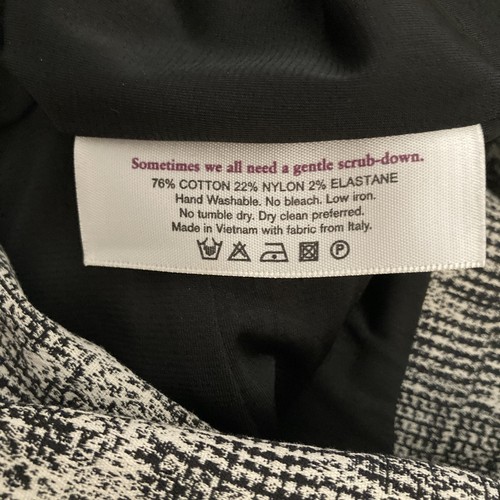 Sometimes we all need a gentle scrub-down.
76% COTTON 22% NYLON 2% ELASTANE
Hand Washable. No bleach. Low iron.
No tumble dry. Dry clean preferred.
Made in Vietnam with fabric from Italy.
P